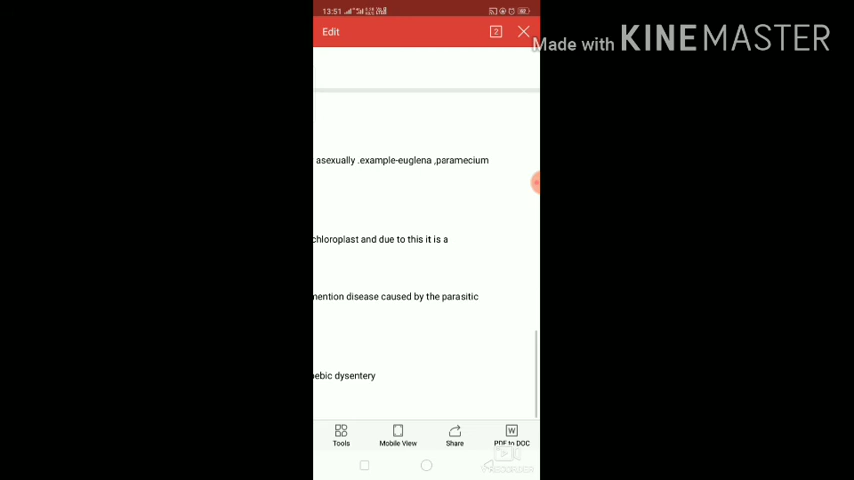 13:51
Edit
2
Made with KINEMASTER
asexually .example-euglena ,paramecium
chloroplast and due to this it is a
mention disease caused by the parasitic
ebic dysentery
Tools
Mobile View
Share
W
PDF to DOC